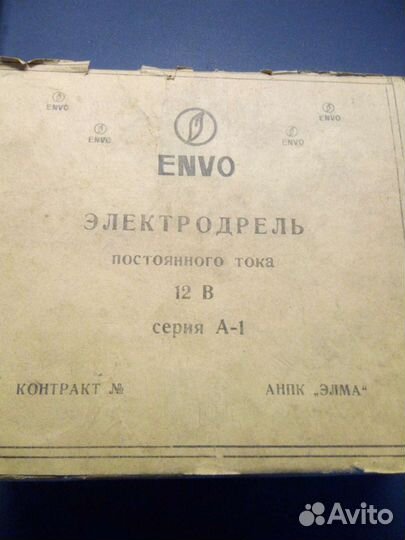 ENVO ENVO
ENVO ENVO
ENVO
ЭЛЕКТРОДРЕЛЬ
ПОСТОЯННОГО ТОКА
12 В
серия А-1
КОНТРАКТ № АНПК „ЭЛМА“
Avito